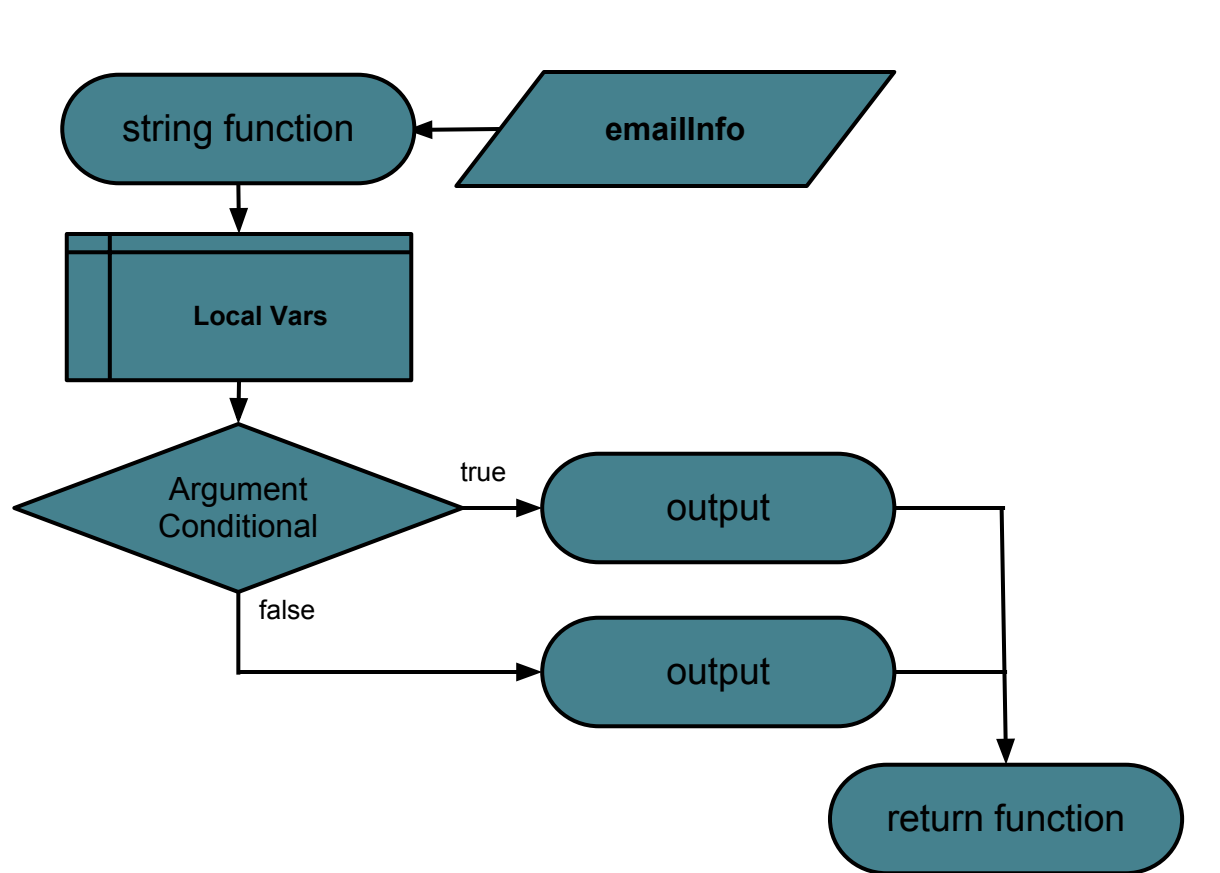 string function
emailInfo
Local Vars
Argument
Conditional
true
output
false
output
return function